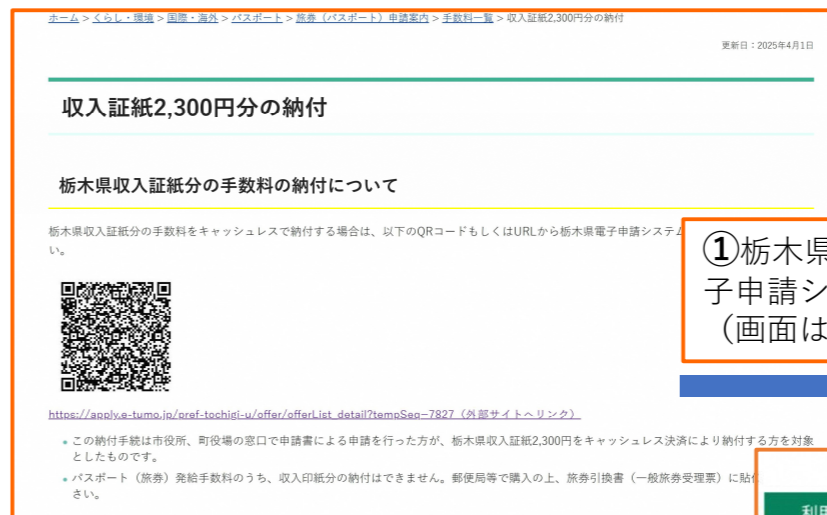 ホーム > くらし・環境 > 国際・海外 > パスポート > 旅券（パスポート）申請案内 > 手数料一覧 > 収入証紙2,300円分の納付
更新日：2025年4月1日
収入証紙2,300円分の納付
栃木県収入証紙分の手数料の納付について
栃木県収入証紙分の手数料をキャッシュレスで納付する場合は、以下のQRコードもしくはURLから栃木県電子申請システム
い。
①栃木県
子申請シ
（画面は
https://apply.e-tumo.jp/pref-tochigi-u/offer/offerList_detail?tempSeq=7827（外部サイトへリンク）
・この納付手続は市役所、町役場の窓口で申請書による申請を行った方が、栃木県収入証紙2,300円をキャッシュレス決済により納付する方を対象
としたものです。
・パスポート（旅券）発給手数料のうち、収入印紙分の納付はできません。郵便局等で購入の上、旅券引換書（一般旅券受理票）に貼
さい。